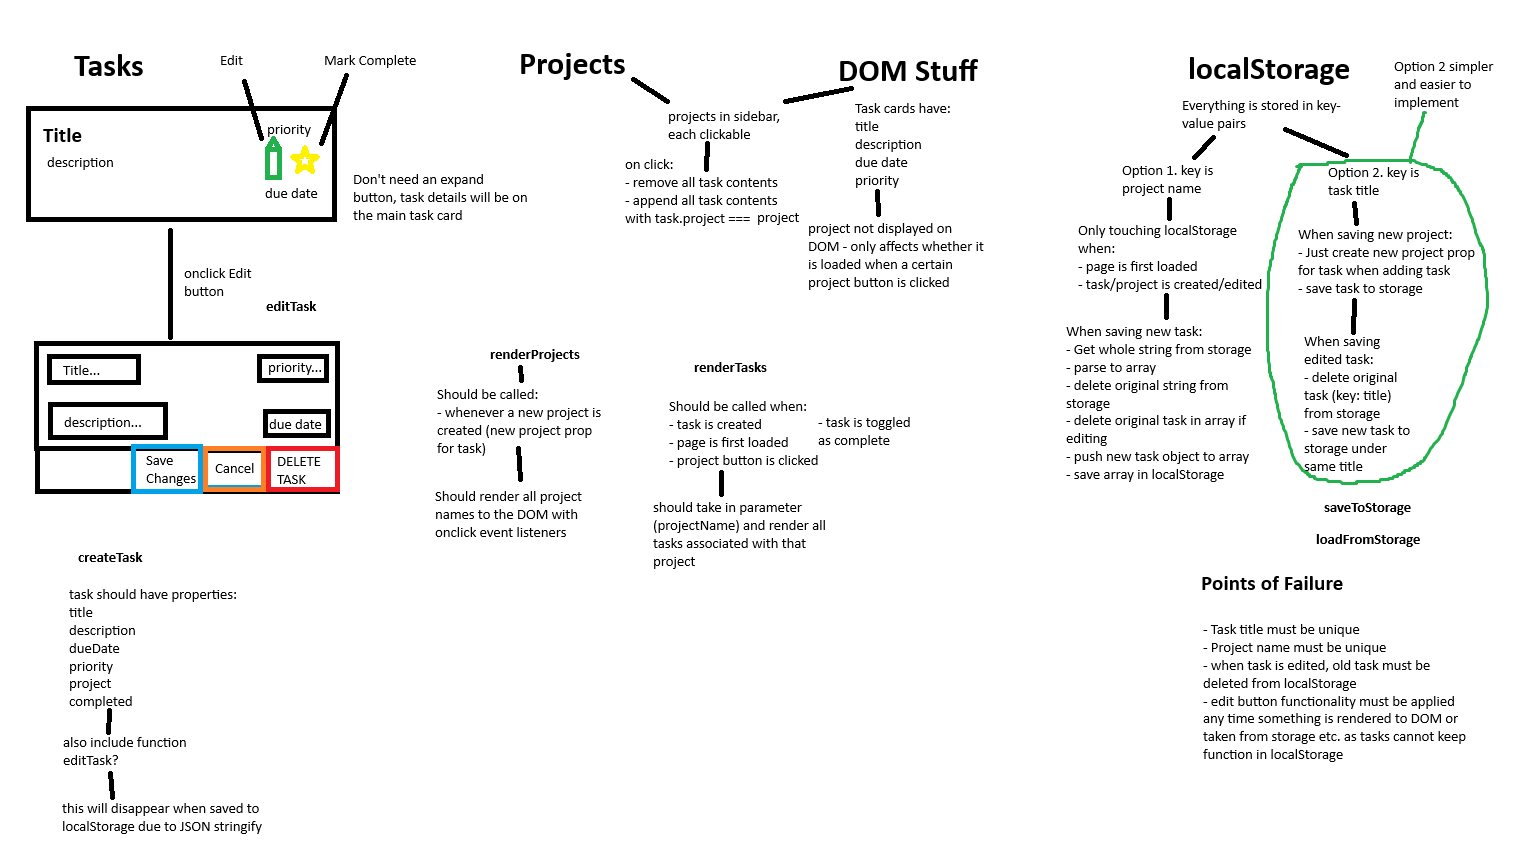 Tasks
Edit
Mark Complete
Title
description
priority
due date
Don't need an expand
button, task details will be on
the main task card
onclick Edit
button
editTask
Title...
priority...
description...
due date
Save
Changes
Cancel
DELETE
TASK
createTask
task should have properties:
title
description
dueDate
priority
project
completed
also include function
editTask?
this will disappear when saved to
localStorage due to JSON stringify
Projects
DOM Stuff
projects in sidebar,
each clickable
on click:
- remove all task contents
- append all task contents
with task.project === project
Task cards have:
title
description
due date
priority
project not displayed on
DOM - only affects whether it
is loaded when a certain
project button is clicked
renderProjects
Should be called:
- whenever a new project is
created (new project prop
for task)
Should render all project
names to the DOM with
onclick event listeners
renderTasks
Should be called when:
- task is created
- page is first loaded
- project button is clicked
- task is toggled
as complete
should take in parameter
(projectName) and render all
tasks associated with that
project
localStorage
Option 2 simpler
and easier to
implement
Everything is stored in key-
value pairs
Option 1. key is
project name
Only touching localStorage
when:
- page is first loaded
- task/project is created/edited
When saving new task:
- Get whole string from storage
- parse to array
- delete original string from
storage
- delete original task in array if
editing
- push new task object to array
- save array in localStorage
Option 2. key is
task title
When saving new project:
- Just create new project prop
for task when adding task
- save task to storage
When saving
edited task:
- delete original
task (key: title)
from storage
- save new task to
storage under
same title
saveToStorage
loadFromStorage
Points of Failure
- Task title must be unique
- Project name must be unique
- when task is edited, old task must be
deleted from localStorage
- edit button functionality must be applied
any time something is rendered to DOM or
taken from storage etc. as tasks cannot keep
function in localStorage